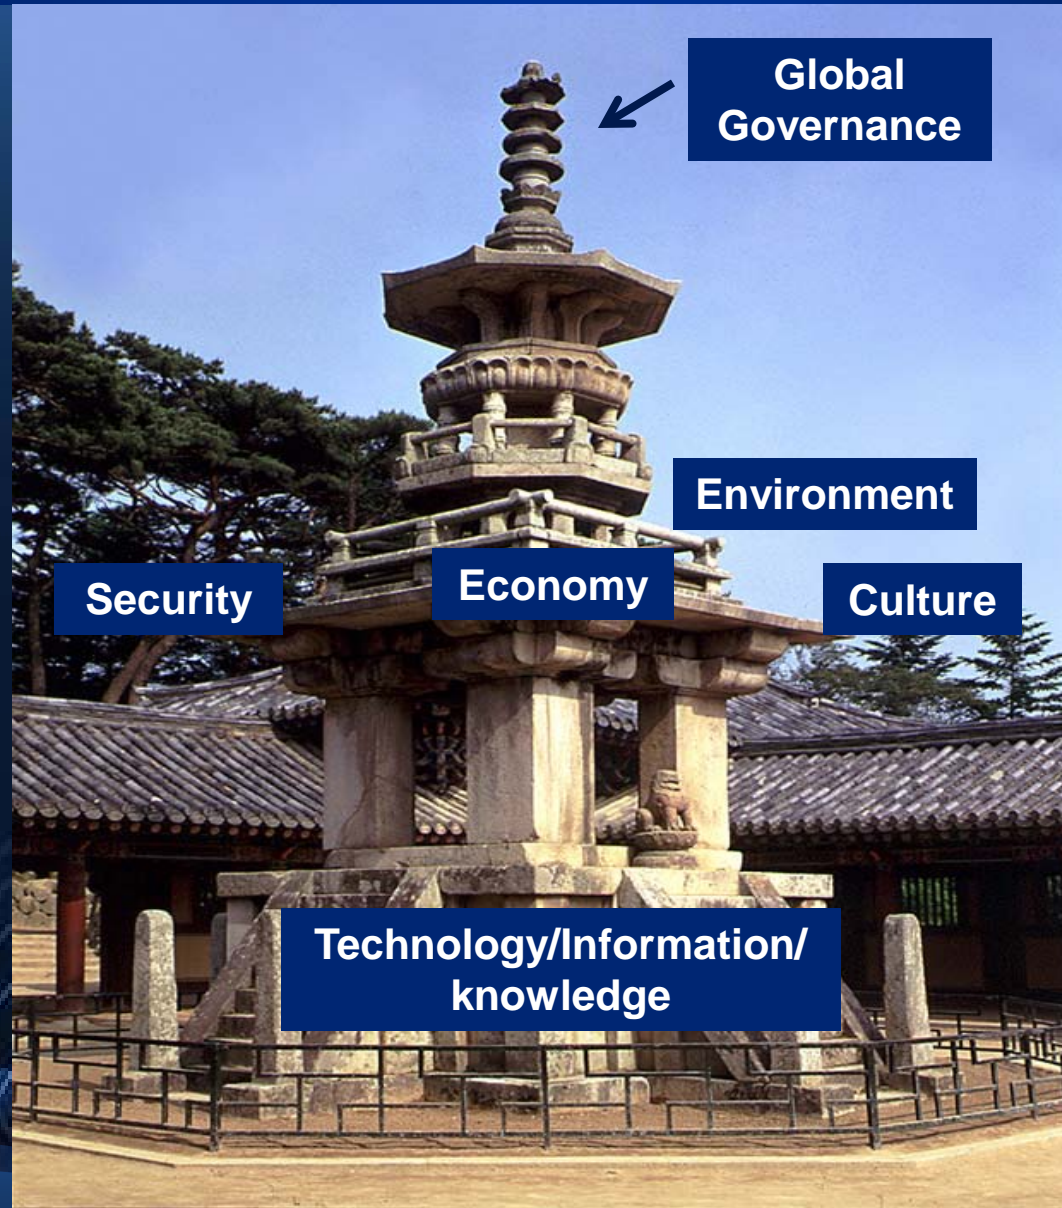 Global
Governance
Environment
Security
Economy
Culture
Technology/Information/
knowledge